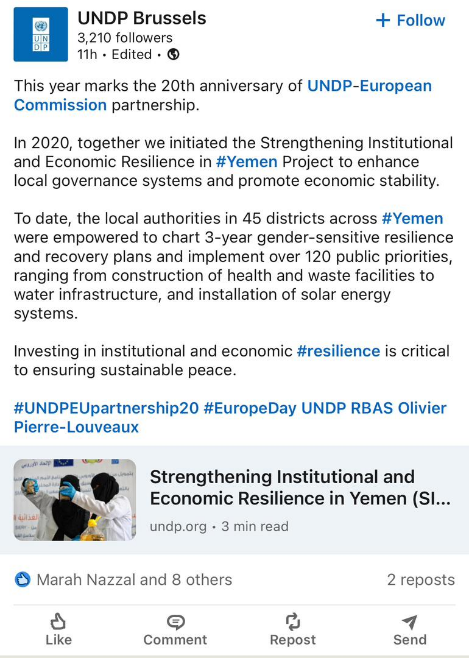 UNDP Brussels
+ Follow
3,210 followers
11h • Edited •
This year marks the 20th anniversary of UNDP-European
Commission partnership.
In 2020, together we initiated the Strengthening Institutional
and Economic Resilience in #Yemen Project to enhance
local governance systems and promote economic stability.
To date, the local authorities in 45 districts across #Yemen
were empowered to chart 3-year gender-sensitive resilience
and recovery plans and implement over 120 public priorities,
ranging from construction of health and waste facilities to
water infrastructure, and installation of solar energy
systems.
Investing in institutional and economic #resilience is critical
to ensuring sustainable peace.
#UNDPEUpartnership20 #EuropeDay UNDP RBAS Olivier
Pierre-Louveaux
Strengthening Institutional and
Economic Resilience in Yemen (SI...
undp.org • 3 min read
Marah Nazzal and 8 others
2 reposts
Like
Comment
Repost
Send